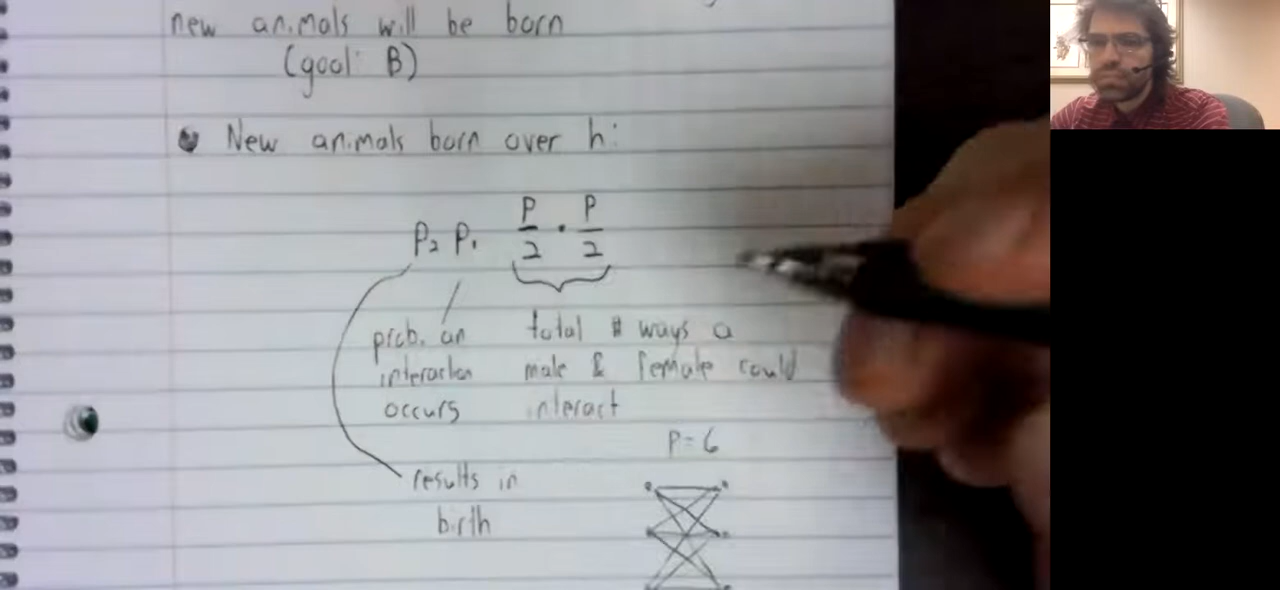 new animals will be born
(goal: B)
New animals born over h:
P₂ P₁ P/2 · P/2
prob. an
interaction
occurs
total # ways a
male & female could
interact
P=6
results in
birth